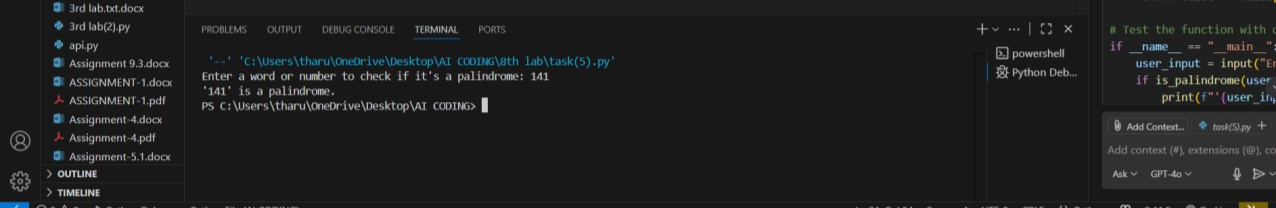 3rd lab.txt.docx
3rd lab(2).py
api.py
Assignment 9.3.docx
ASSIGNMENT-1.docx
ASSIGNMENT-1.pdf
Assignment-4.docx
Assignment-4.pdf
Assignment-5.1.docx
OUTLINE
TIMELINE
PROBLEMS OUTPUT DEBUG CONSOLE TERMINAL PORTS
'--' 'C:\Users\tharu\OneDrive\Desktop\AI CODING\8th lab\task(5).py'
Enter a word or number to check if it's a palindrome: 141
'141' is a palindrome.
PS C:\Users\tharu\OneDrive\Desktop\AI CODING>
powershell
Python Deb...
# Test the function with
if __name__ == "__main__":
user_input = input("En
if is_palindrome(user
print(f"'{user_in
Add Context... task(5).py
Add context (#), extensions (@), co
Ask GPT-4o